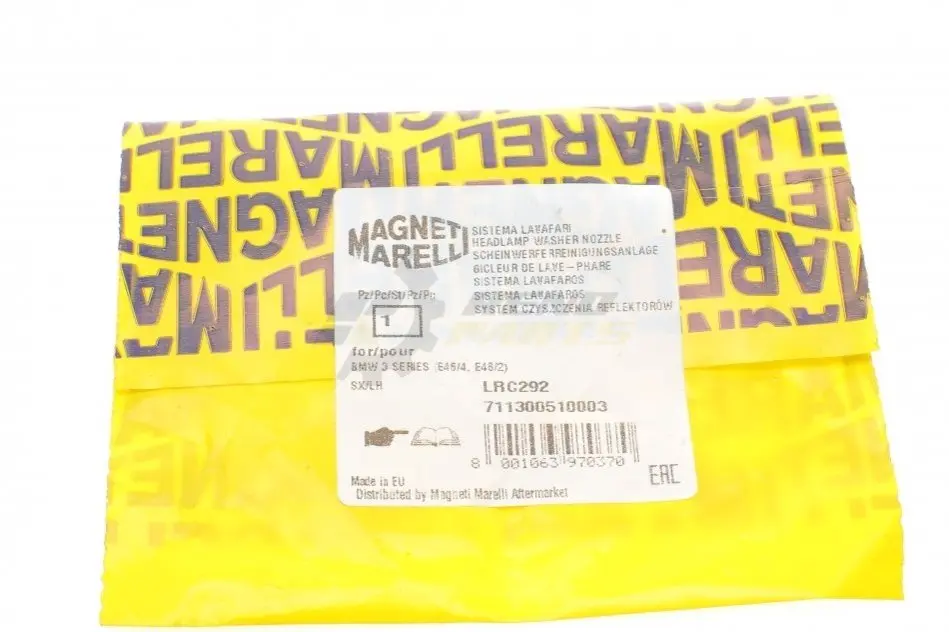 MAGNETI
MARELLI
SISTEMA LAVAFARI
HEADLAMP WASHER NOZZLE
SCHEINWERFERREINIGUNGSANLAGE
GICLEUR DE LAVE-PHARE
SISTEMA LAVAFAROS
SISTEMA LAVAFAROS
SYSTEM CZYSZCZENIA REFLEKTORÓW
Pz/Pc/St/Pz/Pc
1
for/pour
BMW 3 SERIES (E46/4, E46/2)
SX/LH
LRC292
711300510003
8 001063 970370
EAC
Made in EU
Distributed by Magneti Marelli Aftermarket